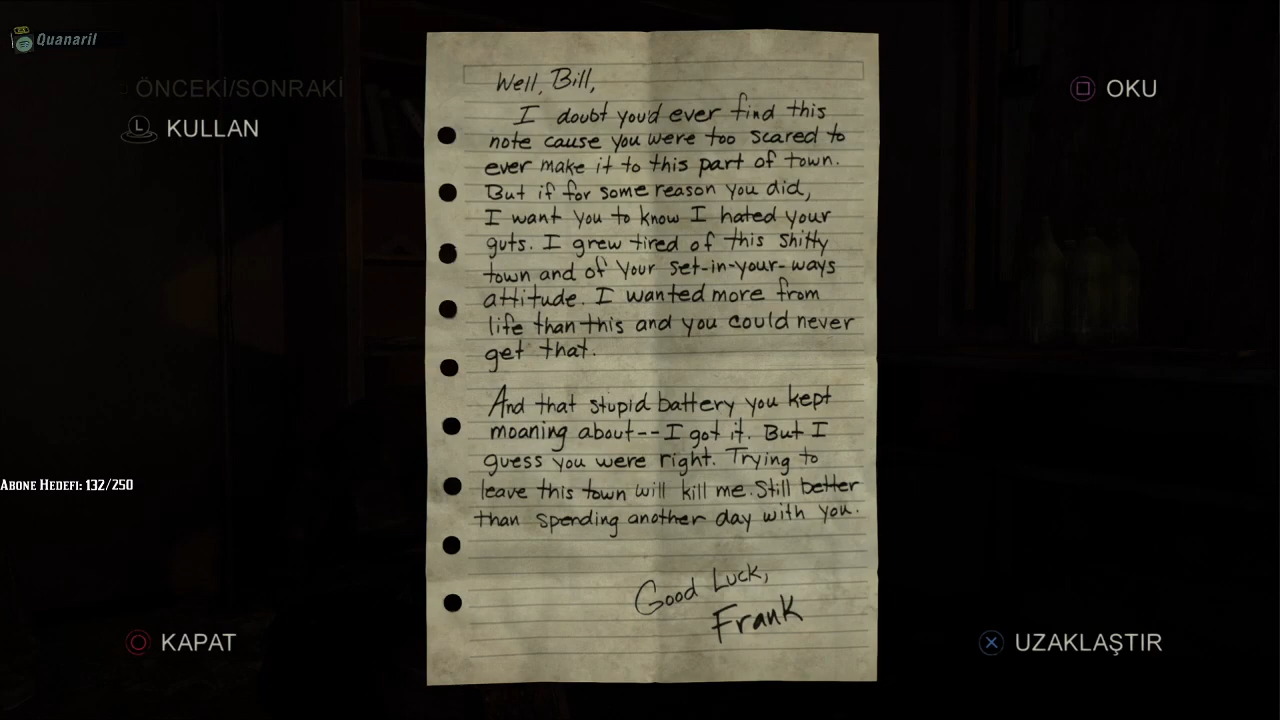 Quanaril
ÖNCEKİ/SONRAKİ
L KULLAN
OKU
Well, Bill,
I doubt you'd ever find this
note cause you were too scared to
ever make it to this part of town.
But if for some reason you did,
I want you to know I hated your
guts. I grew tired of this shitty
town and of your set-in-your-ways
attitude. I wanted more from
life than this and you could never
get that.
And that stupid battery you kept
moaning about--I got it. But I
guess you were right. Trying to
leave this town will kill me. Still better
than spending another day with you.
Good Luck,
Frank
ABONE HEDEFI: 132/250
KAPAT
UZAKLAŞTIR